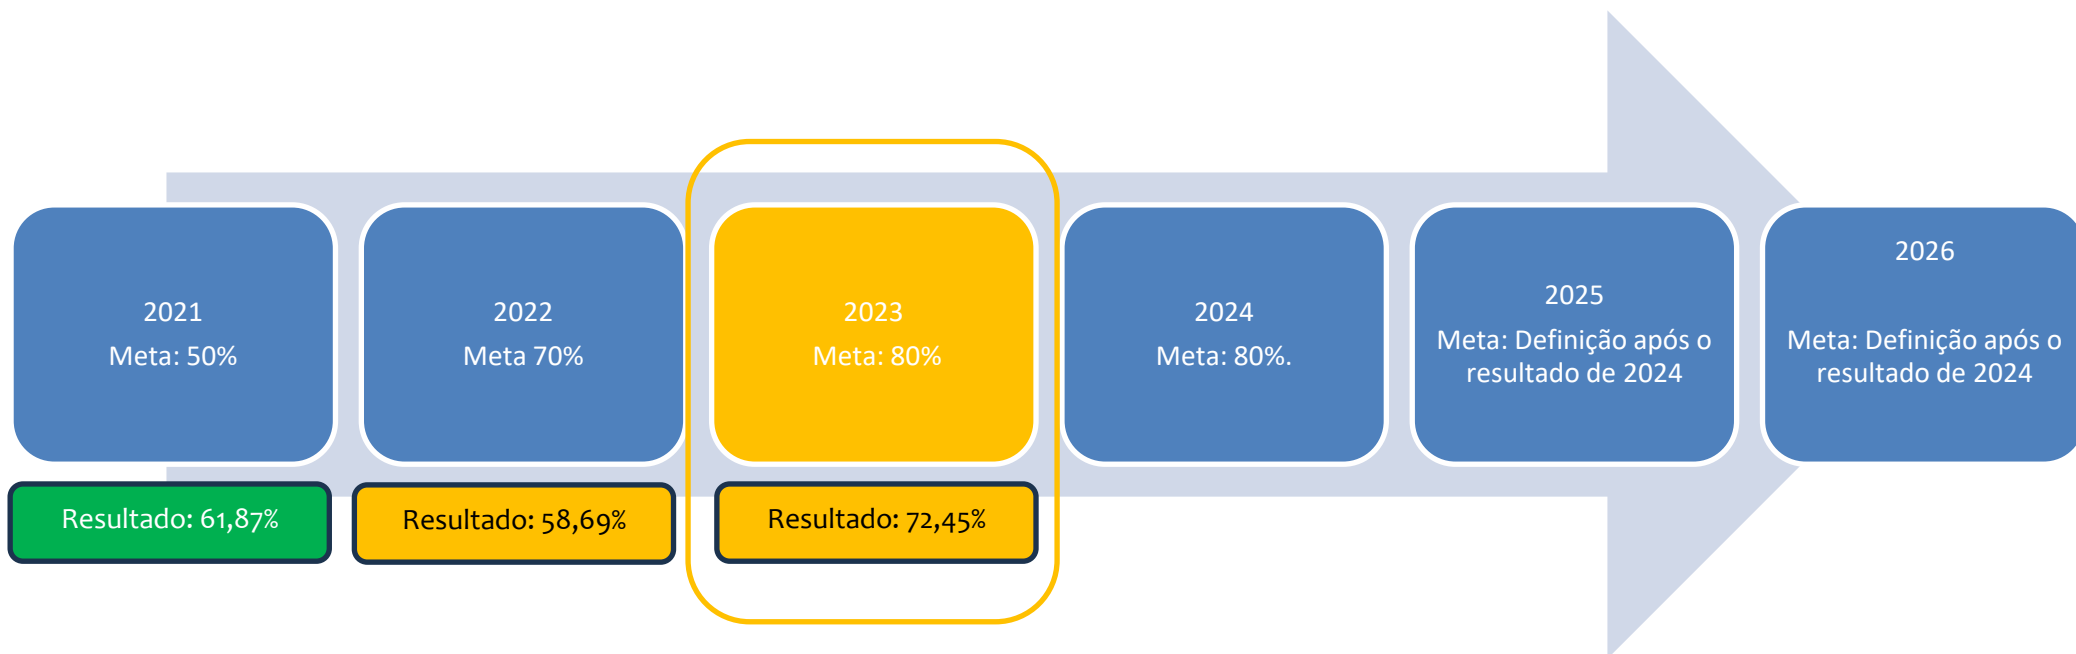 2021
Meta: 50%
Resultado: 61,87%
2022
Meta 70%
Resultado: 58,69%
2023
Meta: 80%
Resultado: 72,45%
2024
Meta: 80%.
2025
Meta: Definição após o
resultado de 2024
2026
Meta: Definição após o
resultado de 2024